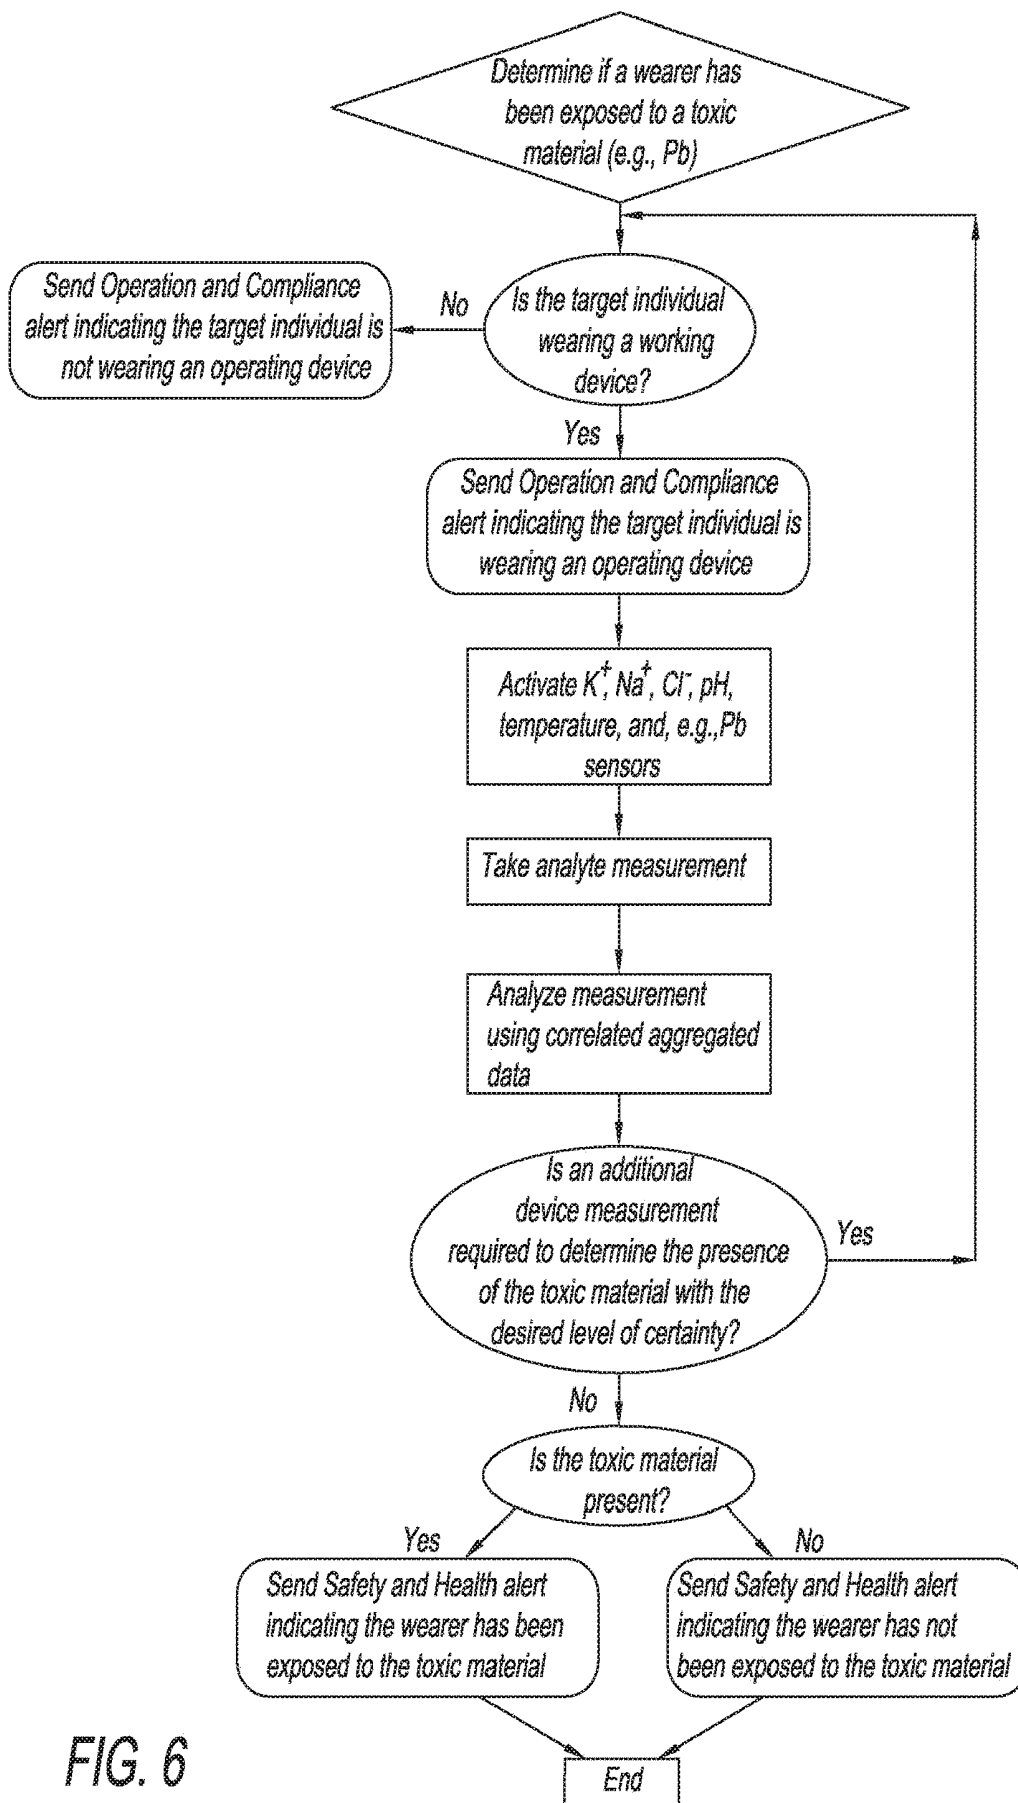 Determine if a wearer has
been exposed to a toxic
material (e.g., Pb)
Send Operation and Compliance
alert indicating the target individual is
not wearing an operating device
No
Is the target individual
wearing a working
device?
Yes
Send Operation and Compliance
alert indicating the target individual is
wearing an operating device
Activate K⁺, Na⁺, Cl⁻, pH,
temperature, and, e.g.,Pb
sensors
Take analyte measurement
Analyze measurement
using correlated aggregated
data
Is an additional
device measurement
required to determine the presence
of the toxic material with the
desired level of certainty?
Yes
No
Is the toxic material
present?
Yes
No
Send Safety and Health alert
indicating the wearer has been
exposed to the toxic material
Send Safety and Health alert
indicating the wearer has not
been exposed to the toxic material
End
FIG. 6